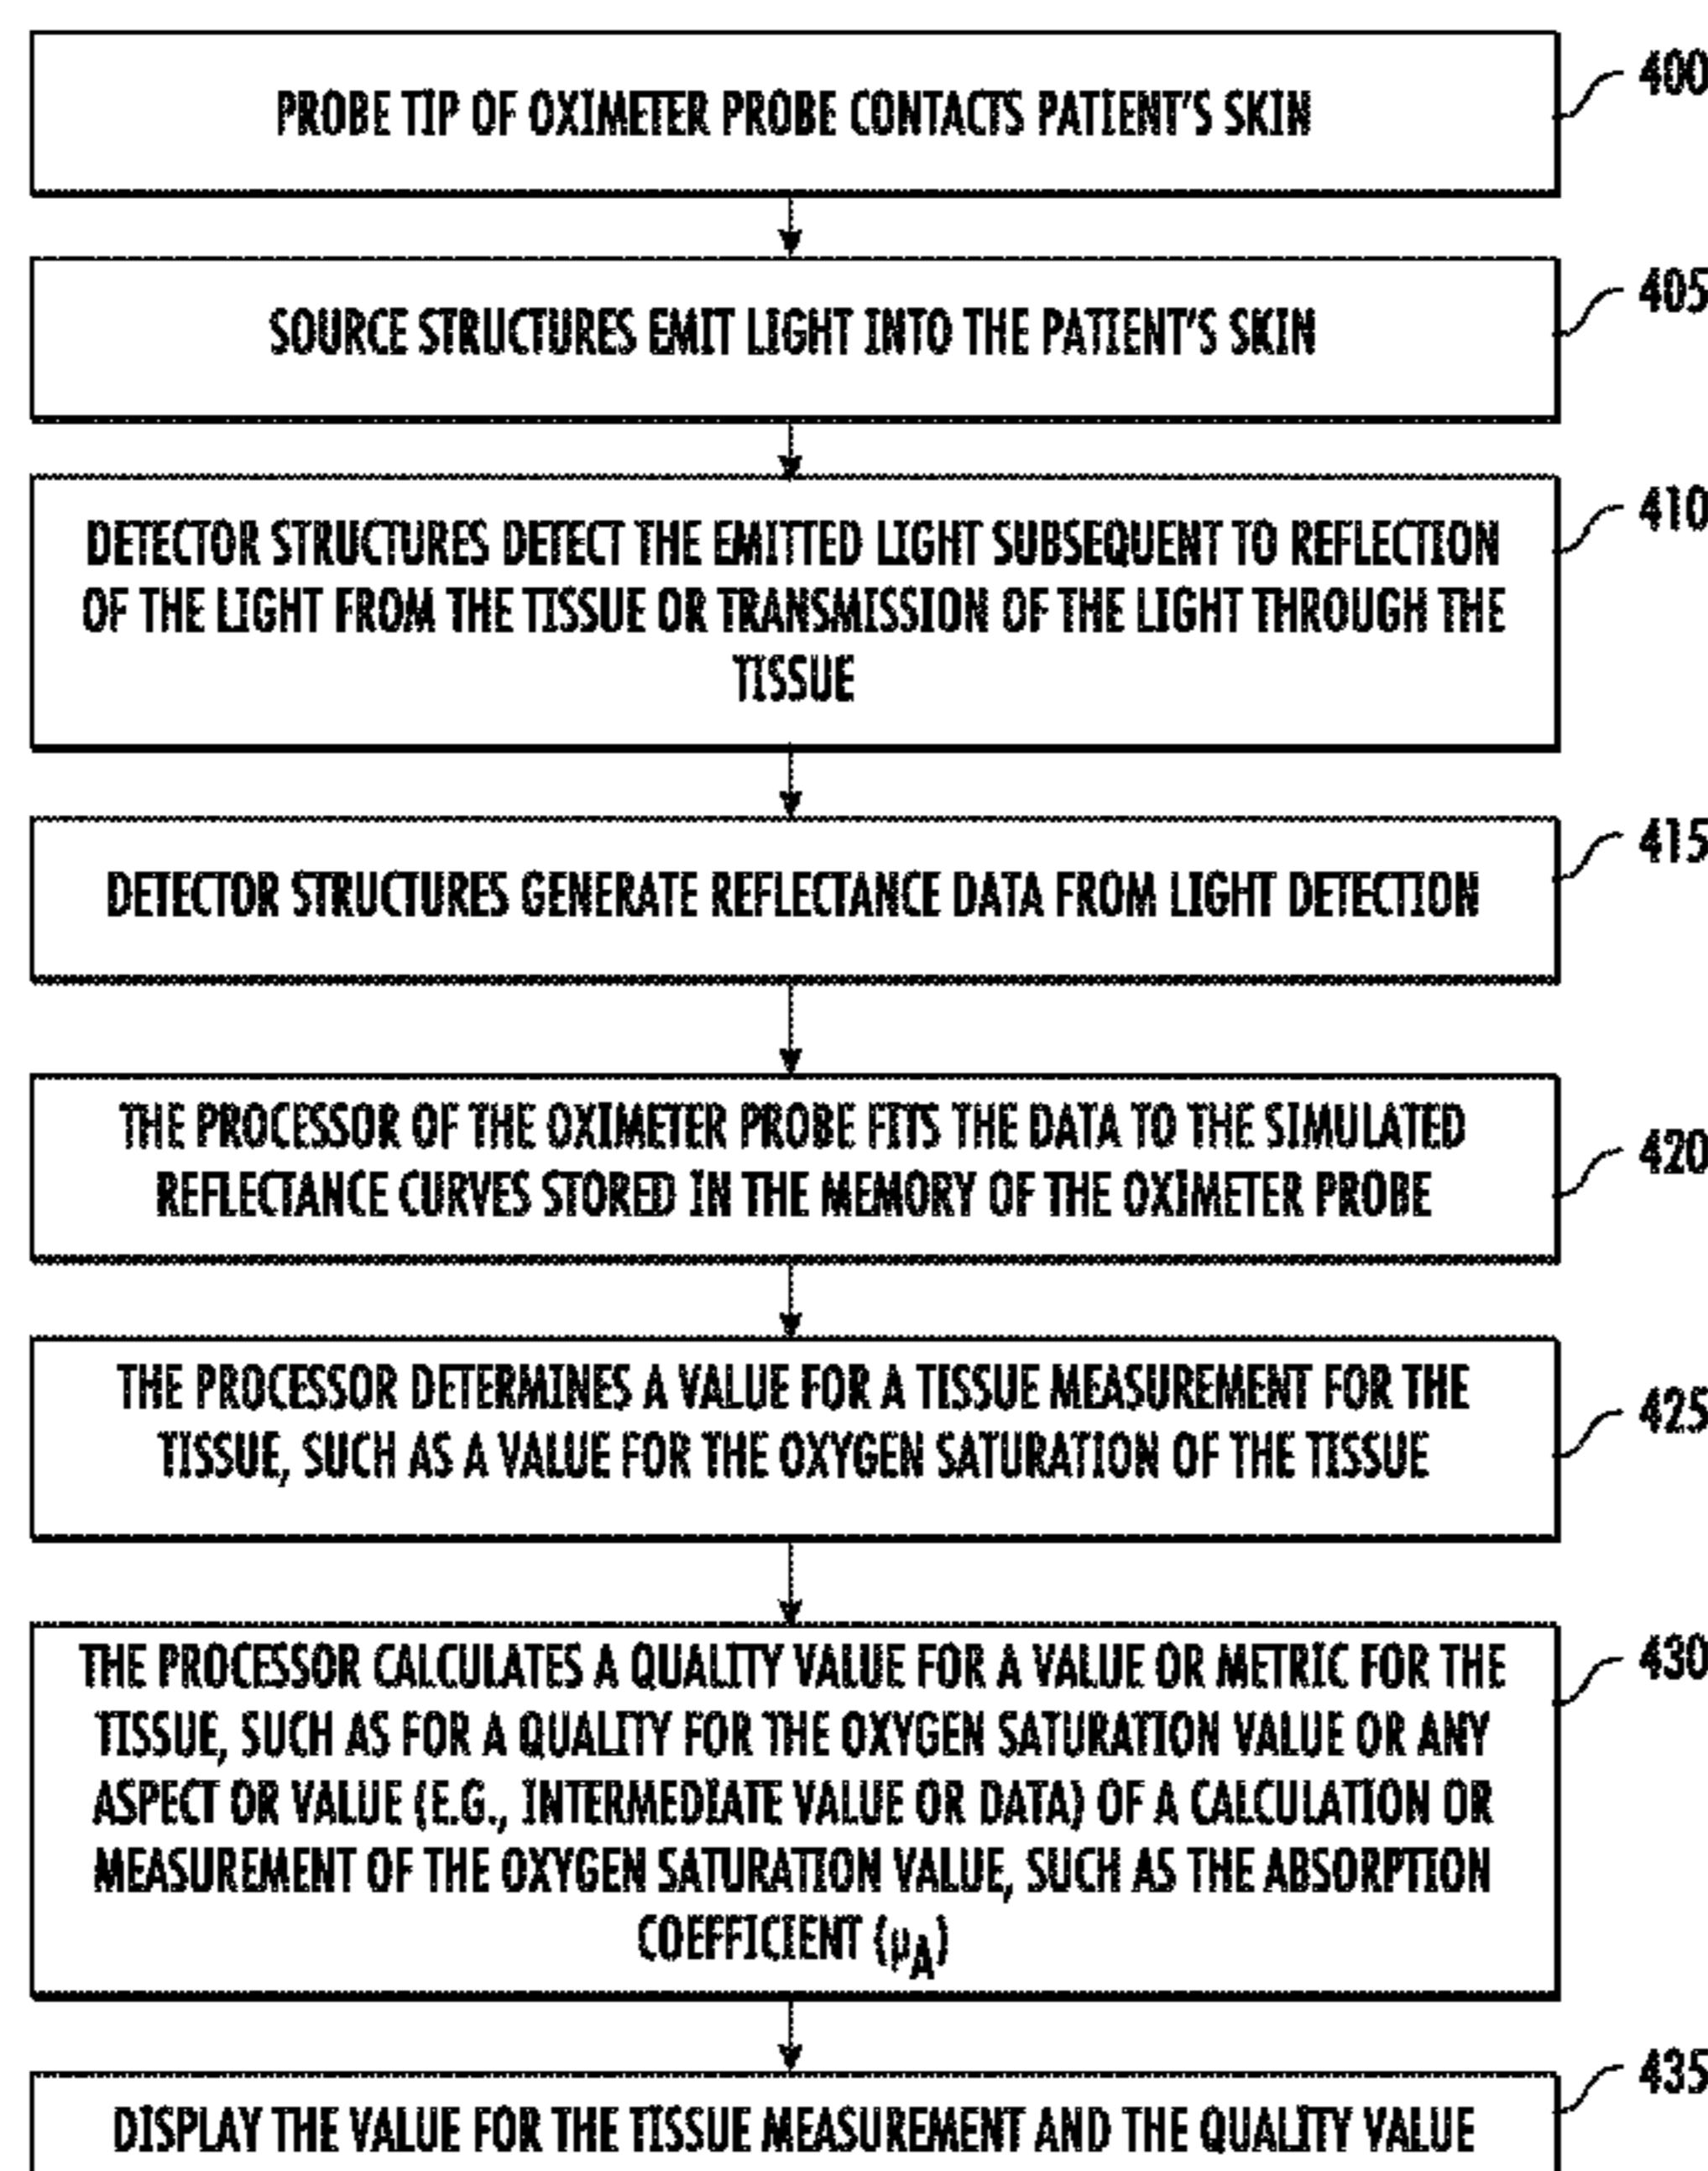 PROBE TIP OF OXIMETER PROBE CONTACTS PATIENT'S SKIN
400
SOURCE STRUCTURES EMIT LIGHT INTO THE PATIENT'S SKIN
405
DETECTOR STRUCTURES DETECT THE EMITTED LIGHT SUBSEQUENT TO REFLECTION
OF THE LIGHT FROM THE TISSUE OR TRANSMISSION OF THE LIGHT THROUGH THE
TISSUE
410
DETECTOR STRUCTURES GENERATE REFLECTANCE DATA FROM LIGHT DETECTION
415
THE PROCESSOR OF THE OXIMETER PROBE FITS THE DATA TO THE SIMULATED
REFLECTANCE CURVES STORED IN THE MEMORY OF THE OXIMETER PROBE
420
THE PROCESSOR DETERMINES A VALUE FOR A TISSUE MEASUREMENT FOR THE
TISSUE, SUCH AS A VALUE FOR THE OXYGEN SATURATION OF THE TISSUE
425
THE PROCESSOR CALCULATES A QUALITY VALUE FOR A VALUE OR METRIC FOR THE
TISSUE, SUCH AS FOR A QUALITY FOR THE OXYGEN SATURATION VALUE OR ANY
ASPECT OR VALUE (E.G., INTERMEDIATE VALUE OR DATA) OF A CALCULATION OR
MEASUREMENT OF THE OXYGEN SATURATION VALUE, SUCH AS THE ABSORPTION
COEFFICIENT (μA)
430
DISPLAY THE VALUE FOR THE TISSUE MEASUREMENT AND THE QUALITY VALUE
435